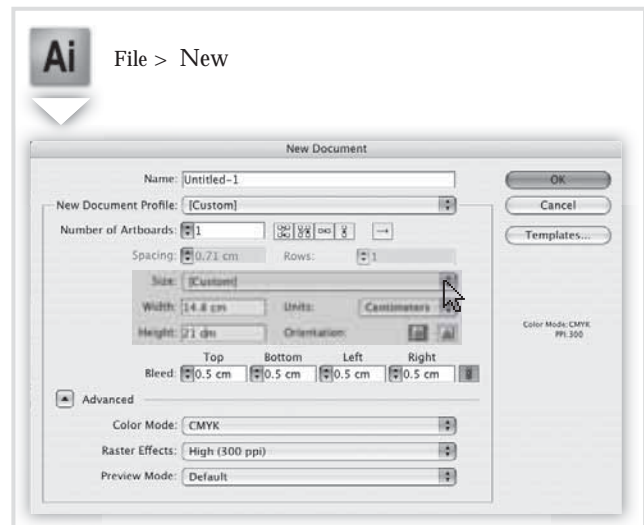 Ai
File > New
New Document
Name: Untitled-1
OK
New Document Profile: [Custom]
Cancel
Number of Artboards: 1
Templates...
Spacing: 0.71 cm Rows: 1
Size: [Custom]
Width: 14.8 cm Units: Centimeters
Height: 21 cm Orientation:
Color Mode: CMYK
PPI: 300
Top Bottom Left Right
Bleed: 0.5 cm 0.5 cm 0.5 cm 0.5 cm
Advanced
Color Mode: CMYK
Raster Effects: High (300 ppi)
Preview Mode: Default